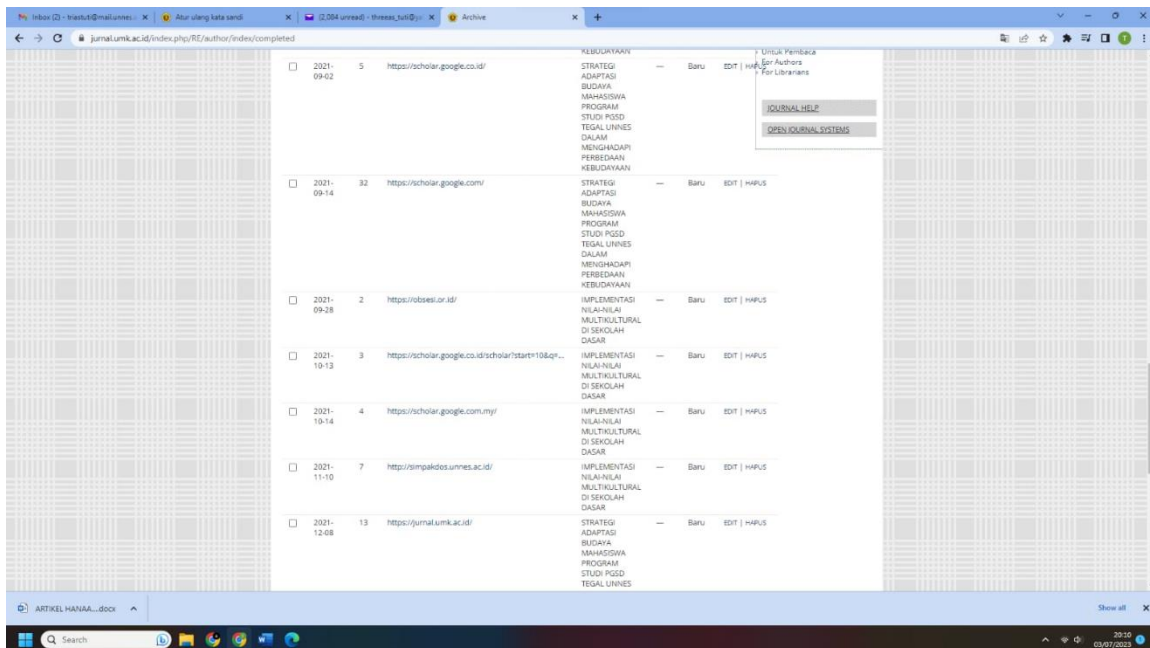 Inbox (2) - triastuti@mail.unnes.a
Atur ulang kata sandi
(2,084 unread) - threeas_tuti@ya
Archive
jurnal.umk.ac.id/index.php/RE/author/index/completed
KEBUDAYAAN
2021-09-02 5 https://scholar.google.co.id/ STRATEGI — Baru EDIT | HAPUS
ADAPTASI
BUDAYA
MAHASISWA
PROGRAM
STUDI PGSD
TEGAL UNNES
DALAM
MENGHADAPI
PERBEDAAN
KEBUDAYAAN
2021-09-14 32 https://scholar.google.com/ STRATEGI — Baru EDIT | HAPUS
ADAPTASI
BUDAYA
MAHASISWA
PROGRAM
STUDI PGSD
TEGAL UNNES
DALAM
MENGHADAPI
PERBEDAAN
KEBUDAYAAN
2021-09-28 2 https://obsesi.or.id/ IMPLEMENTASI — Baru EDIT | HAPUS
NILAI-NILAI
MULTIKULTURAL
DI SEKOLAH
DASAR
2021-10-13 3 https://scholar.google.co.id/scholar?start=10&q=... IMPLEMENTASI — Baru EDIT | HAPUS
NILAI-NILAI
MULTIKULTURAL
DI SEKOLAH
DASAR
2021-10-14 4 https://scholar.google.com.my/ IMPLEMENTASI — Baru EDIT | HAPUS
NILAI-NILAI
MULTIKULTURAL
DI SEKOLAH
DASAR
2021-11-10 7 http://simpakdos.unnes.ac.id/ IMPLEMENTASI — Baru EDIT | HAPUS
NILAI-NILAI
MULTIKULTURAL
DI SEKOLAH
DASAR
2021-12-08 13 https://jurnal.umk.ac.id/ STRATEGI — Baru EDIT | HAPUS
ADAPTASI
BUDAYA
MAHASISWA
PROGRAM
STUDI PGSD
TEGAL UNNES
Untuk Pembaca
For Authors
For Librarians
JOURNAL HELP
OPEN JOURNAL SYSTEMS
ARTIKEL HANAA....docx
Show all
Search
20:10
03/07/2023